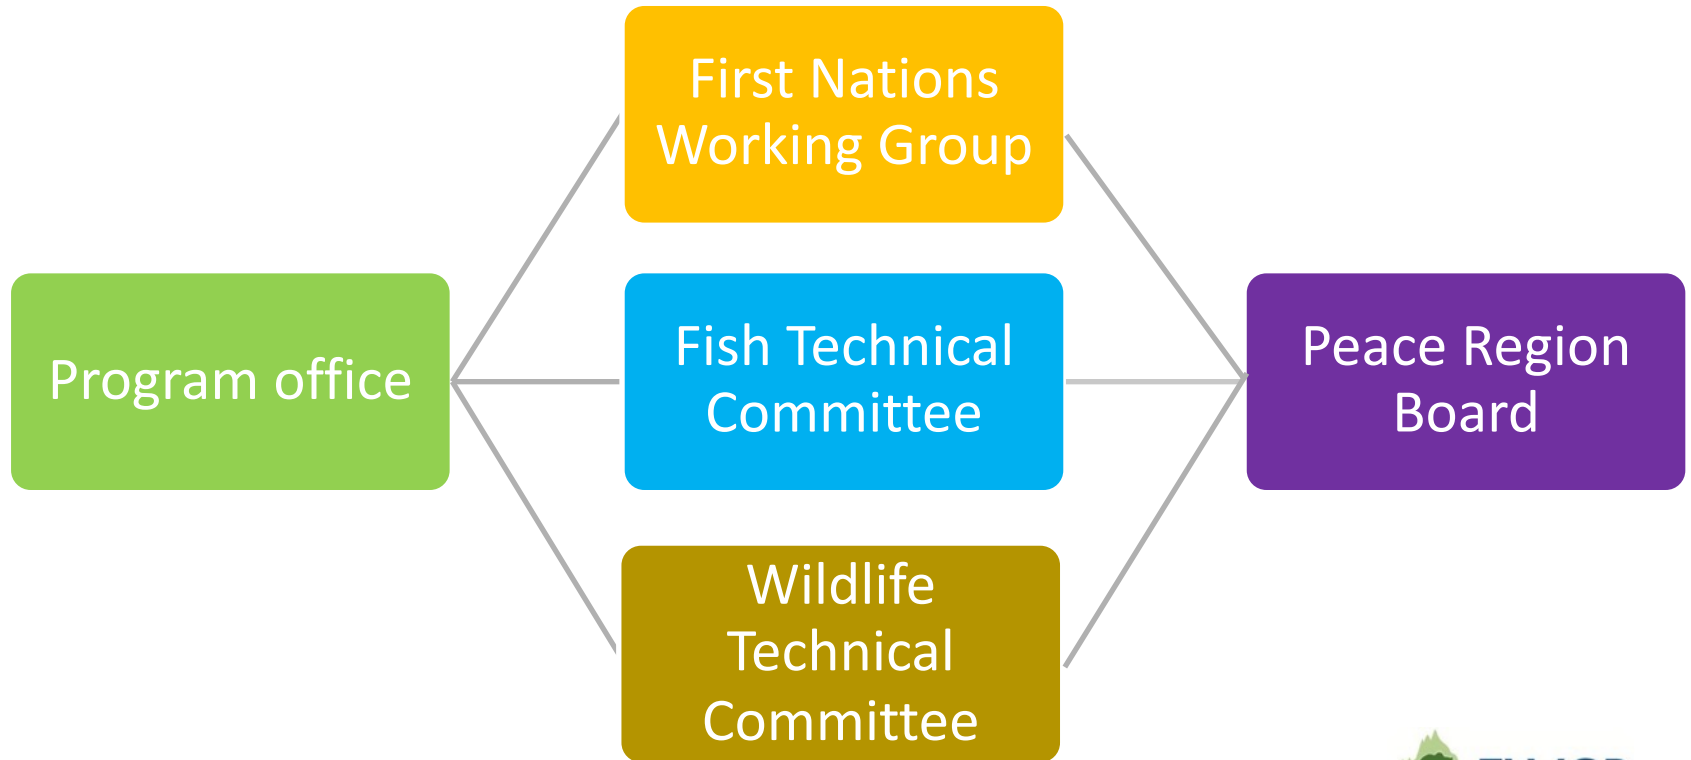 First Nations
Working Group
Program office
Fish Technical
Committee
Peace Region
Board
Wildlife
Technical
Committee